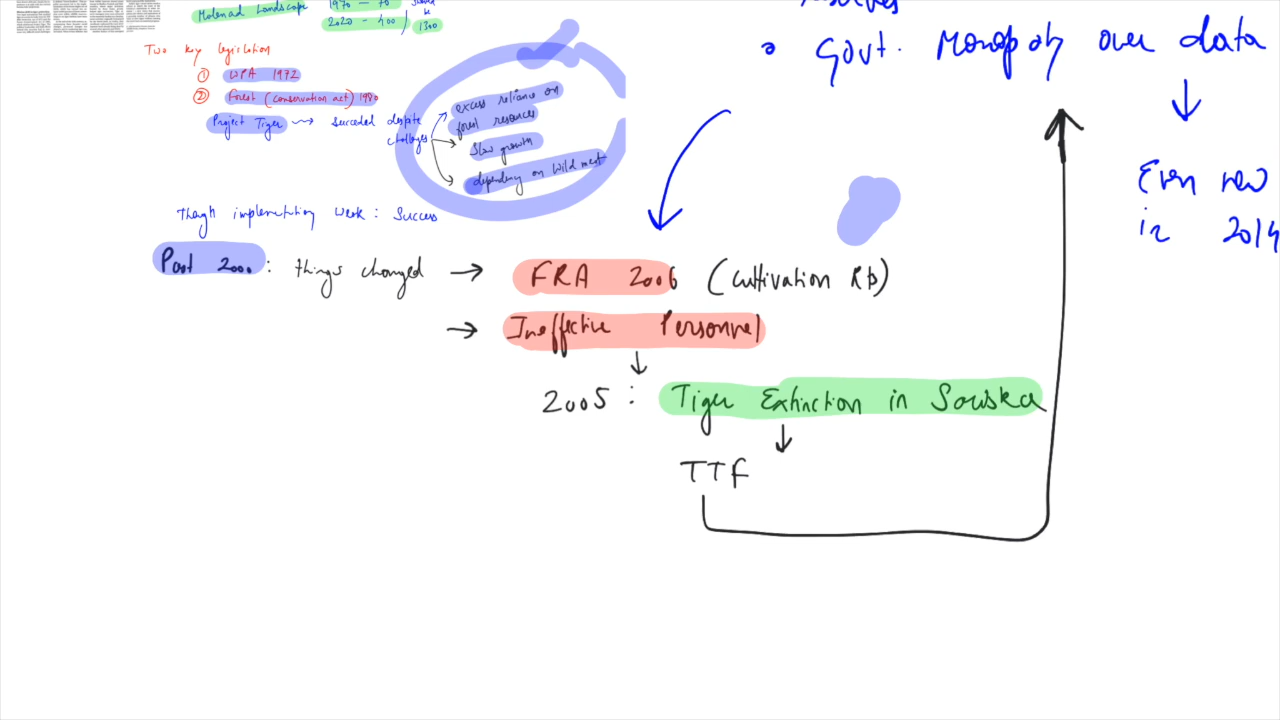 Malenad Landscape
1970 - 70
2020 - 400
1300
Two key legislation
① WPA 1972
② Forest (conservation act) 1980
Project Tiger → succeeded despite challenges
excess reliance on forest resources
Slow growth
dependency on wild meat
Though implementation weak : Success
Post 2000 : things changed → FRA 2006 (Cultivation Rts)
→ Ineffective Personnel
↓
2005 : Tiger Extinction in Sariska
↓
TTF
• Govt. Monopoly over data
↓
Even now
in 2014